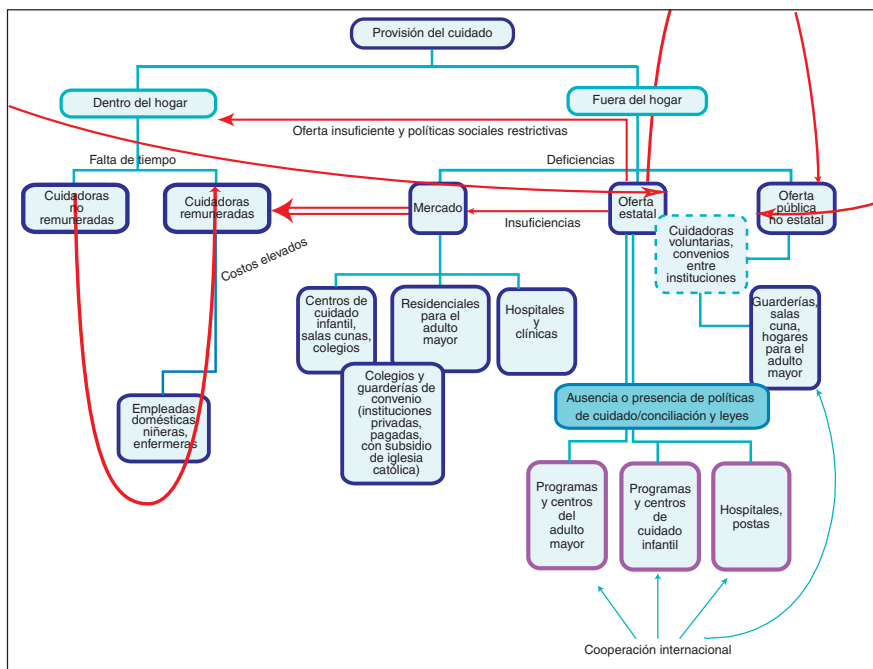 Provisión del cuidado
Dentro del hogar
Fuera del hogar
Oferta insuficiente y políticas sociales restrictivas
Falta de tiempo
Deficiencias
Cuidadoras
no
remuneradas
Cuidadoras
remuneradas
Mercado
Insuficiencias
Oferta
estatal
Oferta
pública
no estatal
Cuidadoras
voluntarias,
convenios
entre
instituciones
Costos elevados
Centros de
cuidado
infantil,
salas cunas,
colegios
Residenciales
para el
adulto
mayor
Hospitales
y
clínicas
Guarderías,
salas
cuna,
hogares
para el
adulto
mayor
Colegios y
guarderías de
convenio
(instituciones
privadas,
pagadas,
con subsidio
de iglesia
católica)
Empleadas
domésticas,
niñeras,
enfermeras
Ausencia o presencia de políticas
de cuidado/conciliación y leyes
Programas
y centros
del
adulto
mayor
Programas
y centros
de
cuidado
infantil
Hospitales,
postas
Cooperación internacional